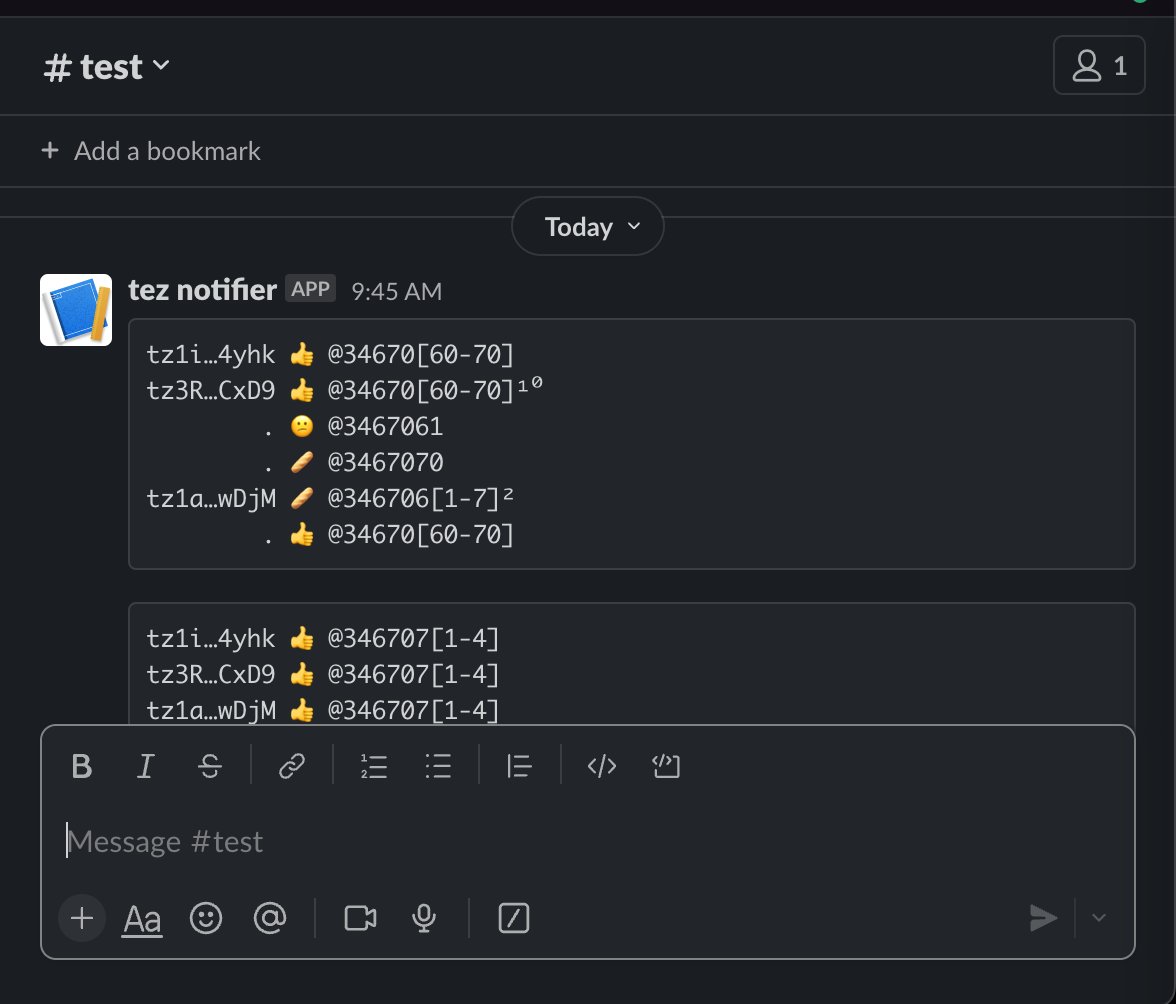 # test
1
+ Add a bookmark
Today
tez notifier APP 9:45 AM
tz1i…4yhk 👍 @34670[60-70]
tz3R…CxD9 👍 @34670[60-70]¹⁰
. 😕 @3467061
. 🥖 @3467070
tz1a…wDjM 🥖 @346706[1-7]²
. 👍 @34670[60-70]
tz1i…4yhk 👍 @346707[1-4]
tz3R…CxD9 👍 @346707[1-4]
tz1a…wDjM 👍 @346707[1-4]
B I S
Message #test
+ Aa @